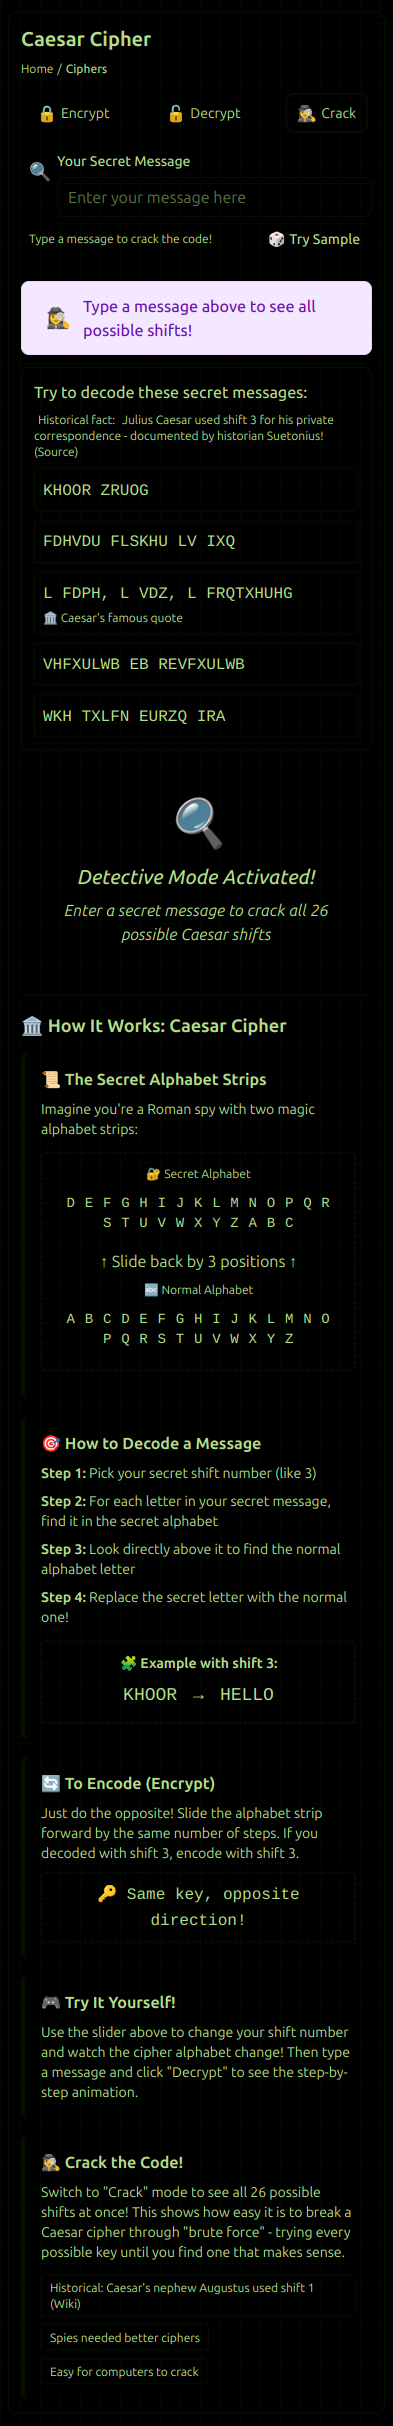 Caesar Cipher
Home / Ciphers
🔒 Encrypt
🔓 Decrypt
🕵️ Crack
Your Secret Message
Enter your message here
Type a message to crack the code!
🎲 Try Sample
Type a message above to see all
possible shifts!
Try to decode these secret messages:
Historical fact: Julius Caesar used shift 3 for his private
correspondence - documented by historian Suetonius!
(Source)
KHOOR ZRUOG
FDHVDU FLSKHU LV IXQ
L FDPH, L VDZ, L FRQTXHUHG
🏛️ Caesar's famous quote
VHFXULWB EB REVFXULWB
WKH TXLFN EURZQ IRA
Detective Mode Activated!
Enter a secret message to crack all 26
possible Caesar shifts
🏛️ How It Works: Caesar Cipher
📜 The Secret Alphabet Strips
Imagine you're a Roman spy with two magic
alphabet strips:
🔐 Secret Alphabet
D E F G H I J K L M N O P Q R
S T U V W X Y Z A B C
↑ Slide back by 3 positions ↑
🔤 Normal Alphabet
A B C D E F G H I J K L M N O
P Q R S T U V W X Y Z
🎯 How to Decode a Message
Step 1: Pick your secret shift number (like 3)
Step 2: For each letter in your secret message,
find it in the secret alphabet
Step 3: Look directly above it to find the normal
alphabet letter
Step 4: Replace the secret letter with the normal
one!
🧩 Example with shift 3:
KHOOR → HELLO
🔄 To Encode (Encrypt)
Just do the opposite! Slide the alphabet strip
forward by the same number of steps. If you
decoded with shift 3, encode with shift 3.
🔑 Same key, opposite
direction!
🎮 Try It Yourself!
Use the slider above to change your shift number
and watch the cipher alphabet change! Then type
a message and click "Decrypt" to see the step-by-
step animation.
🕵️ Crack the Code!
Switch to "Crack" mode to see all 26 possible
shifts at once! This shows how easy it is to break a
Caesar cipher through "brute force" - trying every
possible key until you find one that makes sense.
Historical: Caesar's nephew Augustus used shift 1
(Wiki)
Spies needed better ciphers
Easy for computers to crack